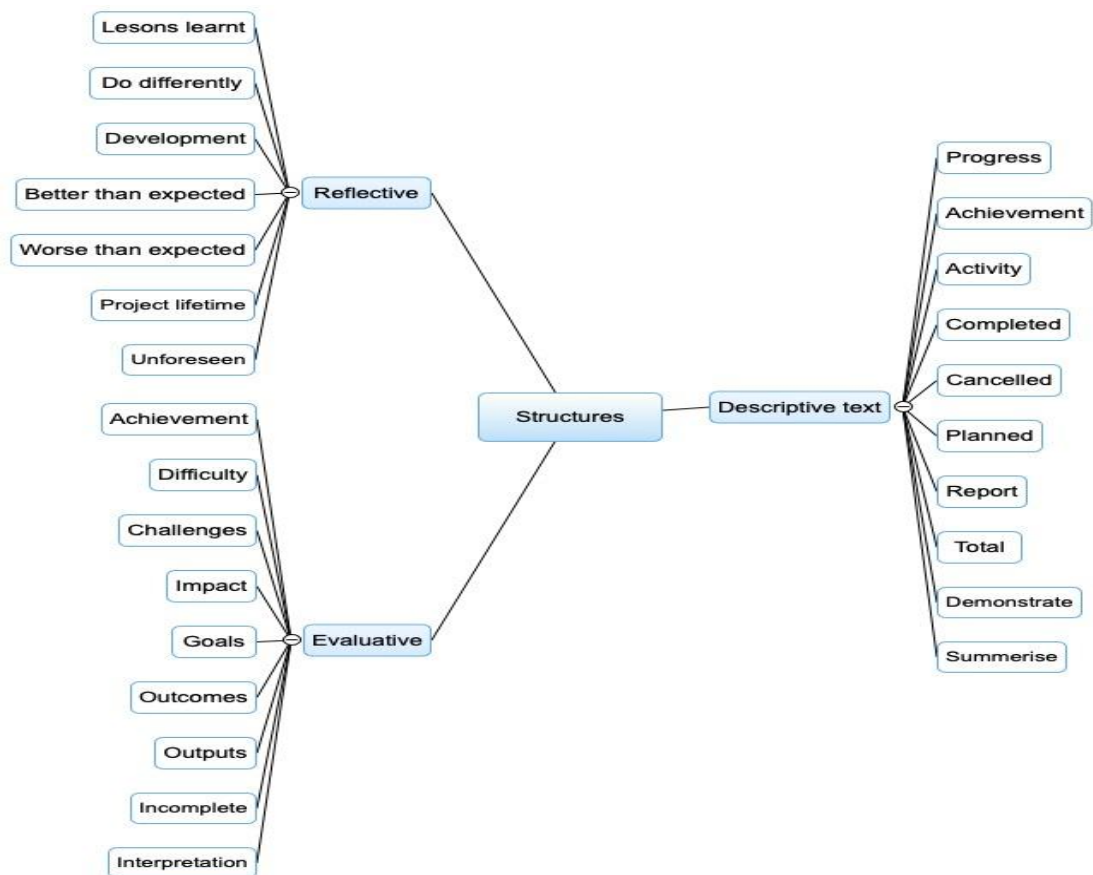 Lesons learnt
Do differently
Development
Better than expected
Worse than expected
Project lifetime
Unforeseen
Reflective
Achievement
Difficulty
Challenges
Impact
Goals
Outcomes
Outputs
Incomplete
Interpretation
Evaluative
Structures
Descriptive text
Progress
Achievement
Activity
Completed
Cancelled
Planned
Report
Total
Demonstrate
Summerise